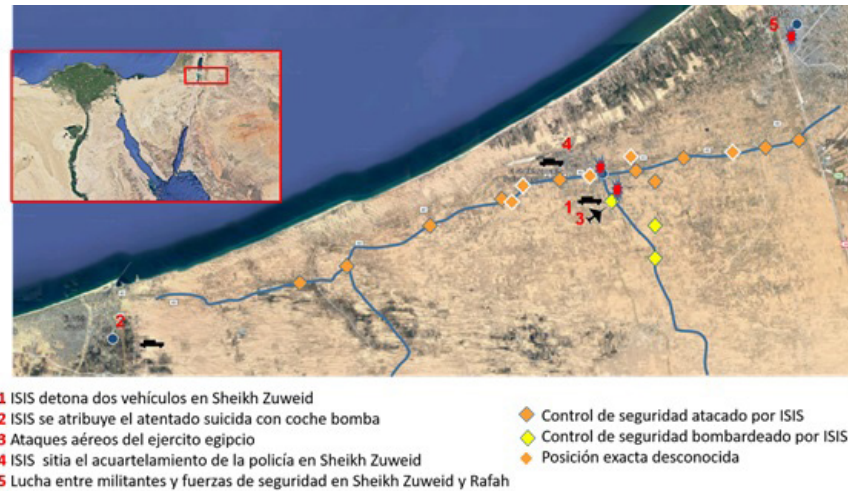 5
4
1
3
2
1 ISIS detona dos vehículos en Sheikh Zuweid
2 ISIS se atribuye el atentado suicida con coche bomba
3 Ataques aéreos del ejercito egipcio
4 ISIS sitia el acuartelamiento de la policía en Sheikh Zuweid
5 Lucha entre militantes y fuerzas de seguridad en Sheikh Zuweid y Rafah
Control de seguridad atacado por ISIS
Control de seguridad bombardeado por ISIS
Posición exacta desconocida